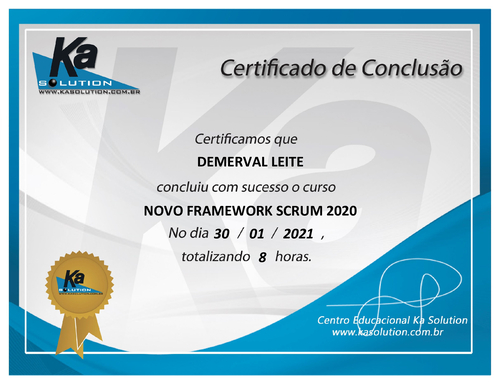 Ka
SOLUTION
WWW.KASOLUTION.COM.BR
Certificado de Conclusão
Certificamos que
DEMERVAL LEITE
concluiu com sucesso o curso
NOVO FRAMEWORK SCRUM 2020
No dia 30 / 01 / 2021 ,
totalizando 8 horas.
Ka
SOLUTION
Centro Educacional Ka Solution
www.kasolution.com.br